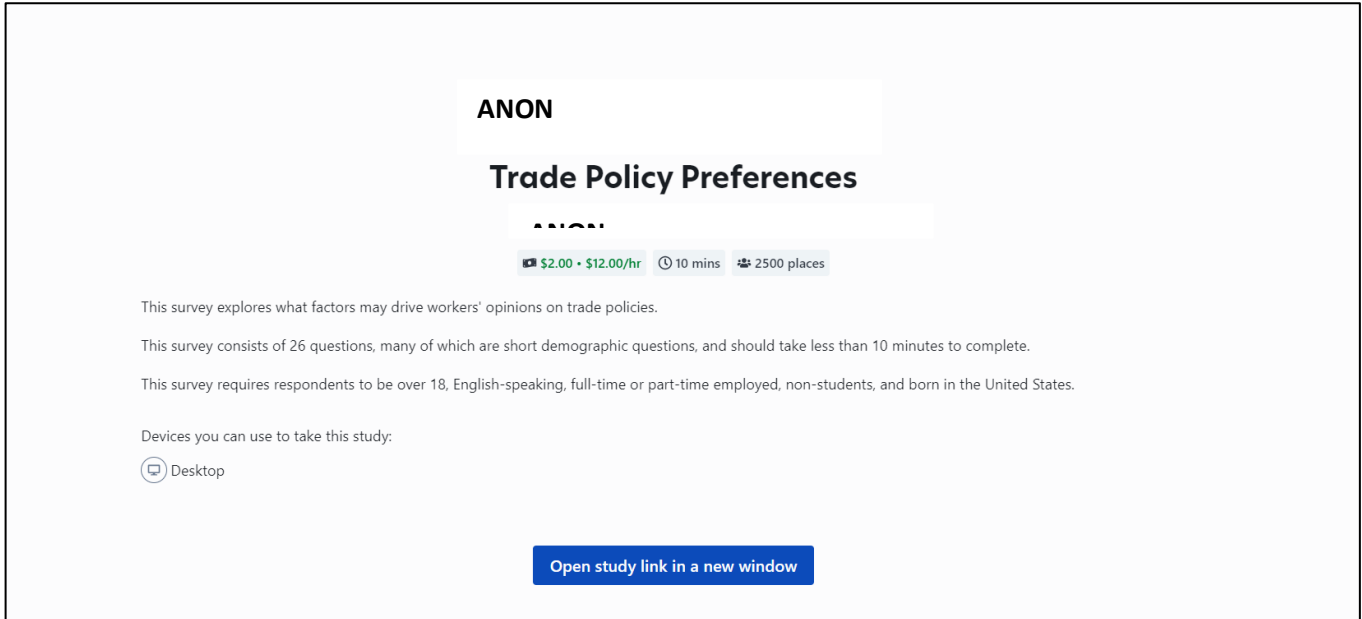 ANON
Trade Policy Preferences
$2.00 • $12.00/hr 10 mins 2500 places
This survey explores what factors may drive workers' opinions on trade policies.
This survey consists of 26 questions, many of which are short demographic questions, and should take less than 10 minutes to complete.
This survey requires respondents to be over 18, English-speaking, full-time or part-time employed, non-students, and born in the United States.
Devices you can use to take this study:
Desktop
Open study link in a new window